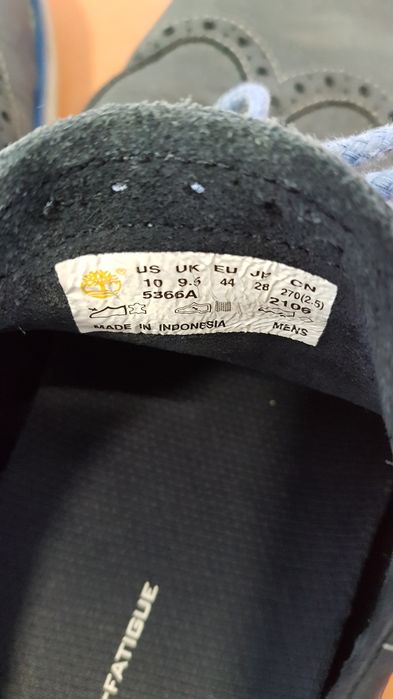 ® US UK EU JP CN
10 9.5 44 28 270(2.5)
5366A 2106
MADE IN INDONESIA MENS
-FATIGUE